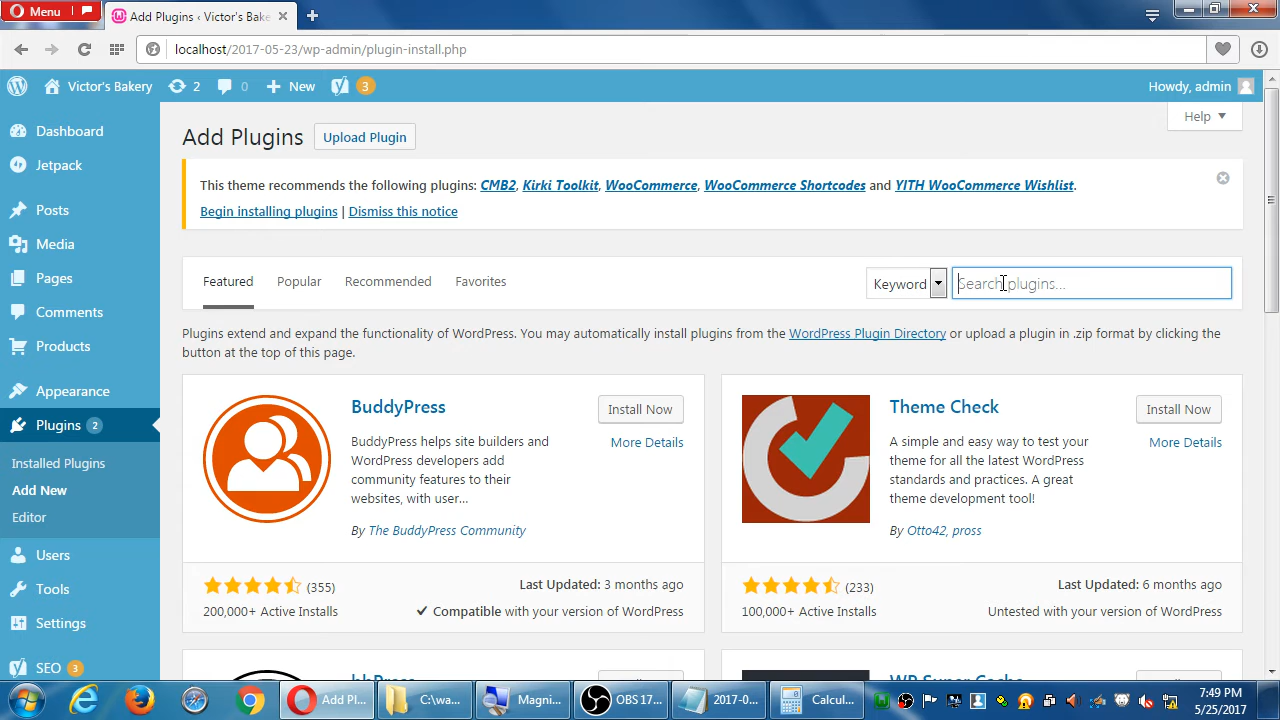 Menu
Add Plugins ‹ Victor's Bake
localhost/2017-05-23/wp-admin/plugin-install.php
Victor's Bakery 2 0 New 3 Howdy, admin
Help
Dashboard
Jetpack
Posts
Media
Pages
Comments
Products
Appearance
Plugins 2
Installed Plugins
Add New
Editor
Users
Tools
Settings
SEO 3
Add Plugins Upload Plugin
This theme recommends the following plugins: CMB2, Kirki Toolkit, WooCommerce, WooCommerce Shortcodes and YITH WooCommerce Wishlist.
Begin installing plugins | Dismiss this notice
Featured Popular Recommended Favorites Keyword Search plugins...
Plugins extend and expand the functionality of WordPress. You may automatically install plugins from the WordPress Plugin Directory or upload a plugin in .zip format by clicking the
button at the top of this page.
BuddyPress
Install Now
More Details
BuddyPress helps site builders and
WordPress developers add
community features to their
websites, with user...
By The BuddyPress Community
(355)
Last Updated: 3 months ago
200,000+ Active Installs
Compatible with your version of WordPress
Theme Check
Install Now
More Details
A simple and easy way to test your
theme for all the latest WordPress
standards and practices. A great
theme development tool!
By Otto42, pross
(233)
Last Updated: 6 months ago
100,000+ Active Installs
Untested with your version of WordPress
bbPress
WP Super Cache
Add Pl... C:\wa... Magni... OBS 17... 2017-0... Calcul...
7:49 PM
5/25/2017